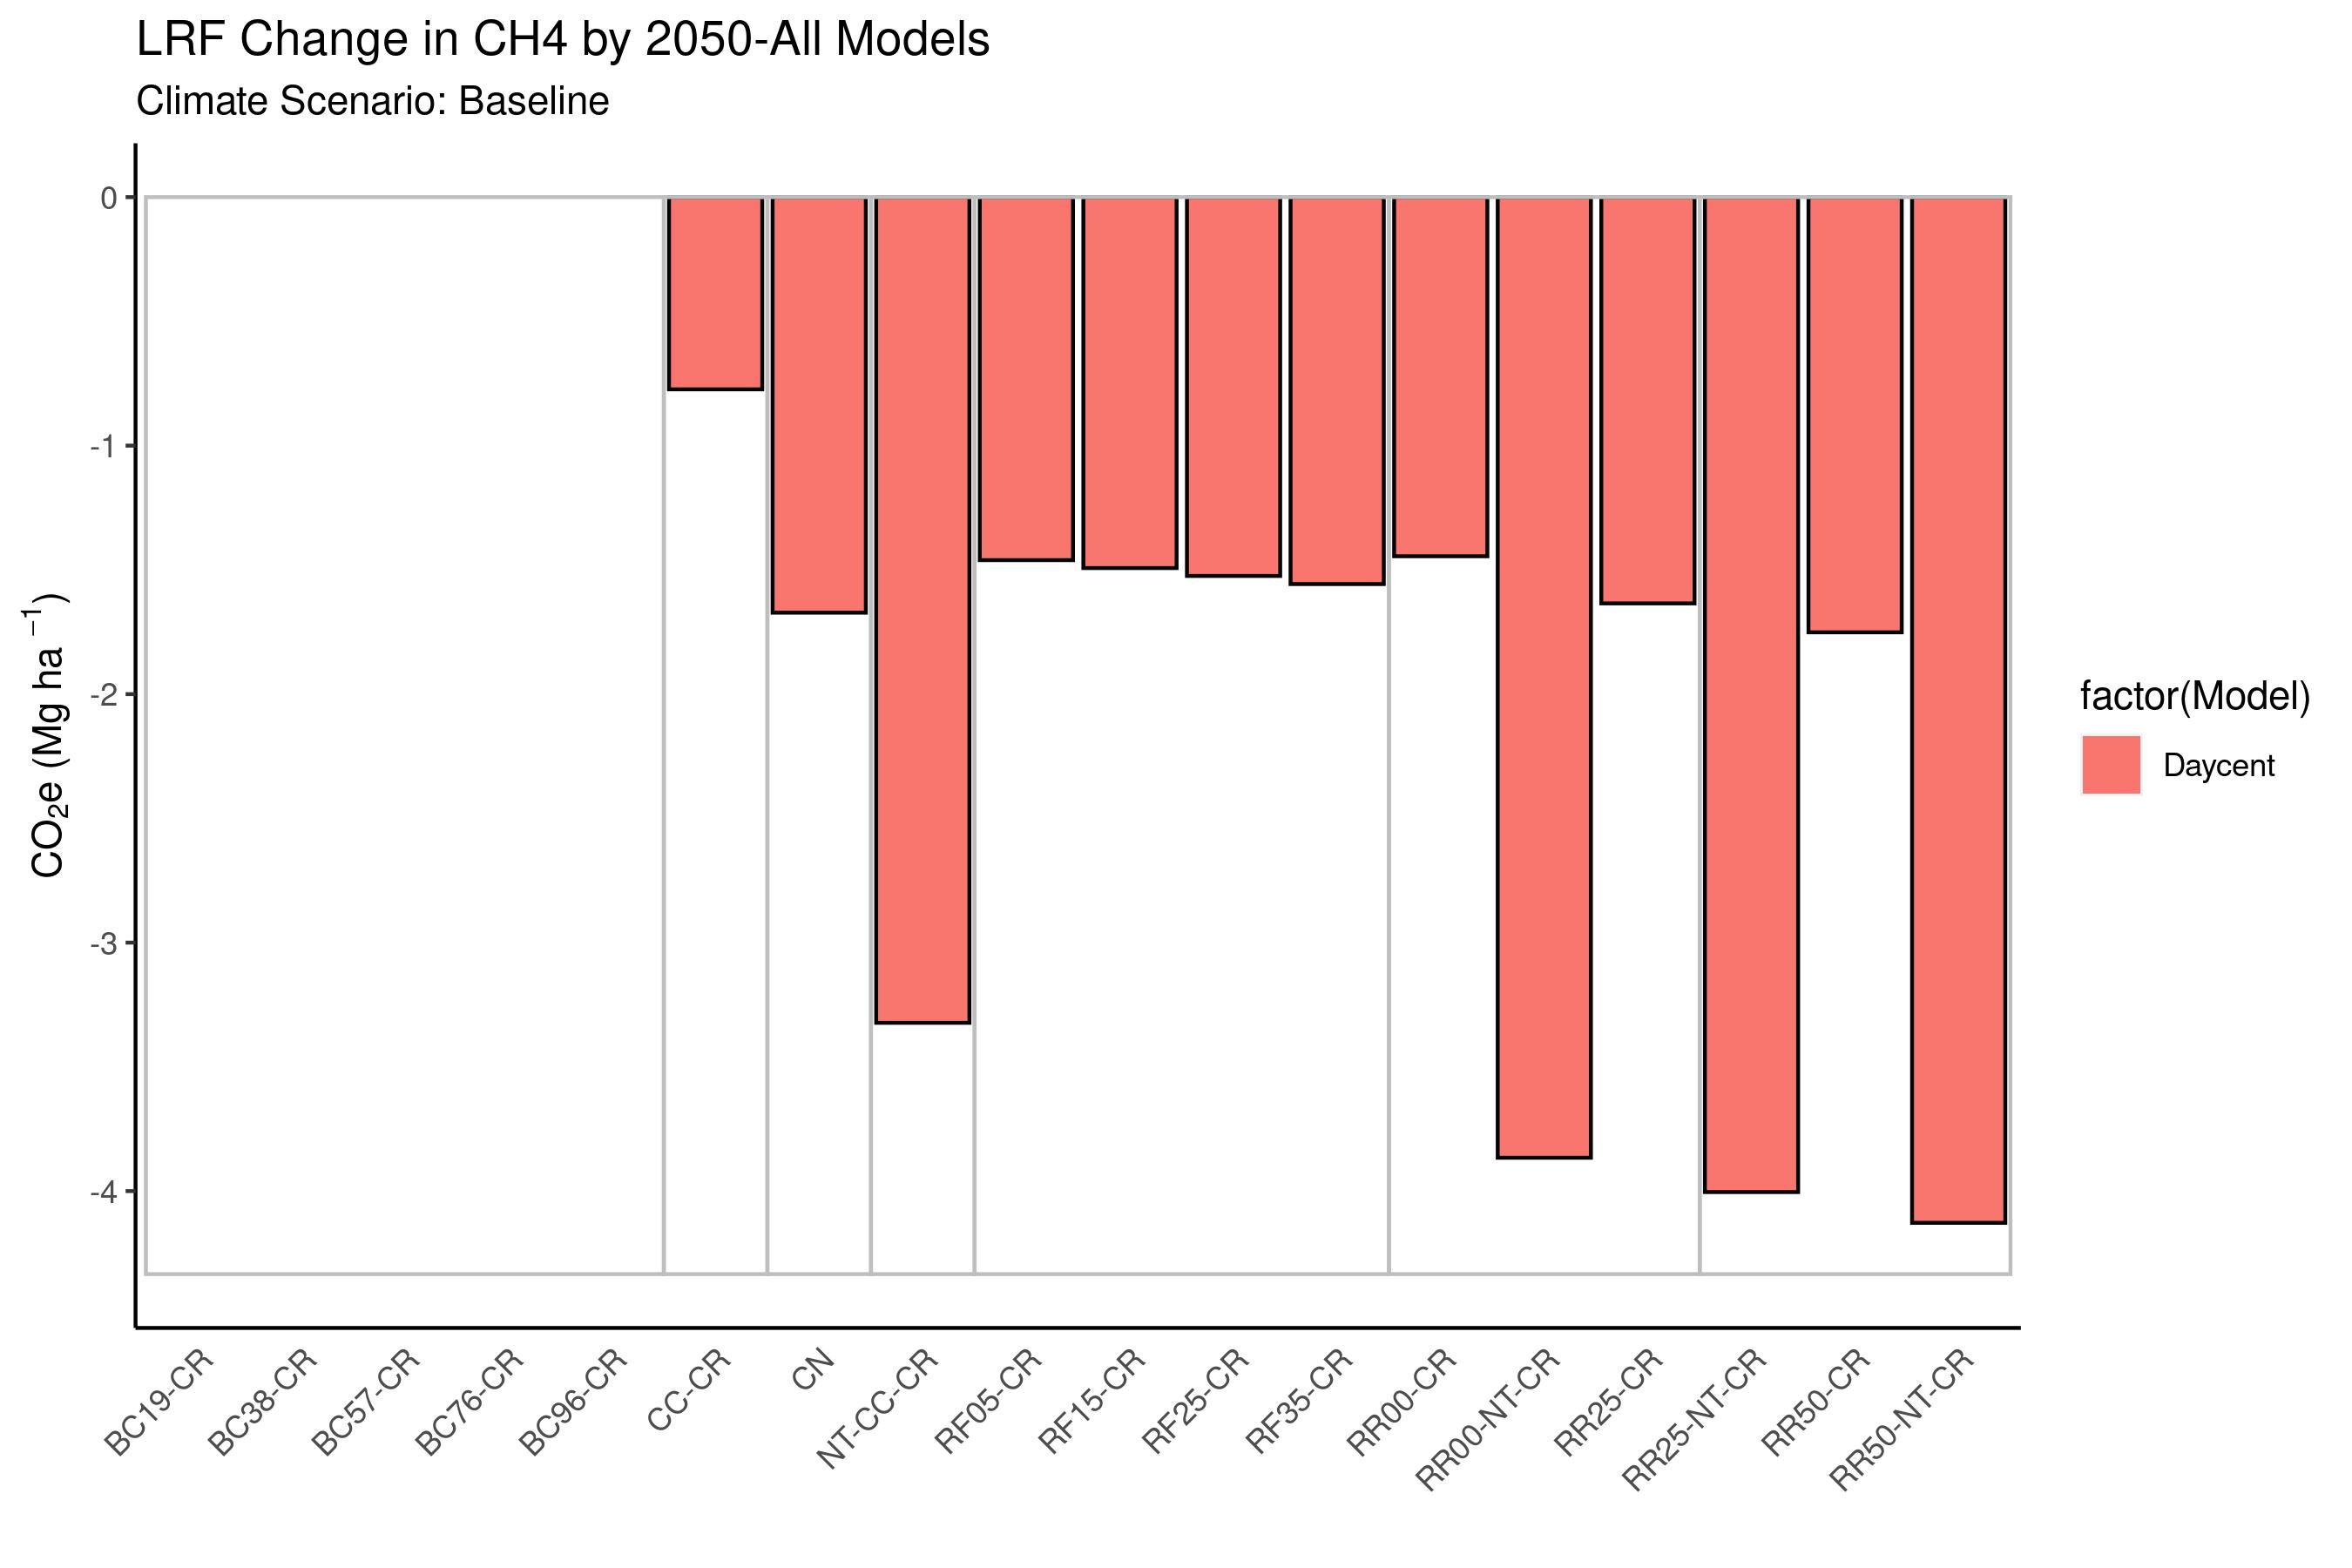 LRF Change in CH4 by 2050-All Models
Climate Scenario: Baseline
0
-1
-2
-3
-4
CO₂e (Mg ha ⁻¹)
BC19-CR
BC38-CR
BC57-CR
BC76-CR
BC96-CR
CC-CR
CN
NT-CC-CR
RF05-CR
RF15-CR
RF25-CR
RF35-CR
RR00-CR
RR00-NT-CR
RR25-CR
RR25-NT-CR
RR50-CR
RR50-NT-CR
factor(Model)
Daycent